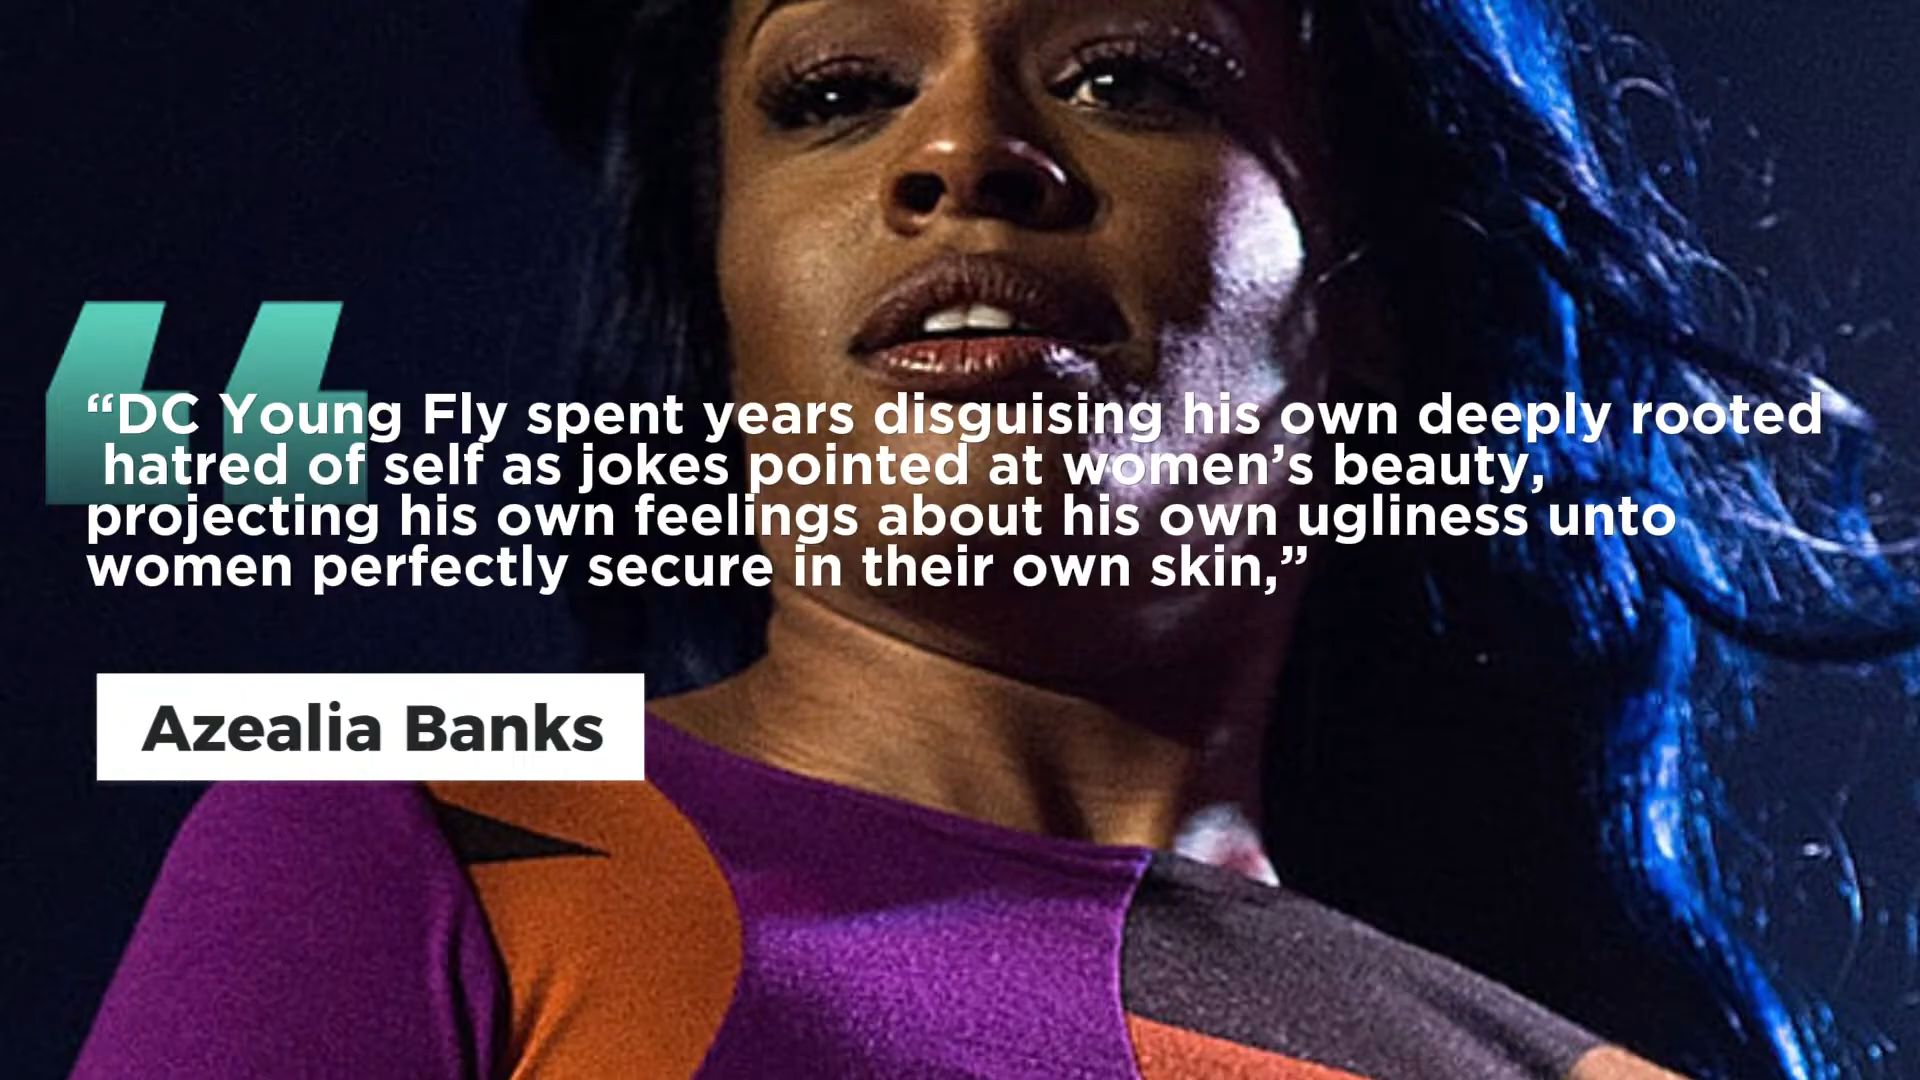 “DC Young Fly spent years disguising his own deeply rooted
hatred of self as jokes pointed at women’s beauty,
projecting his own feelings about his own ugliness unto
women perfectly secure in their own skin,”
Azealia Banks